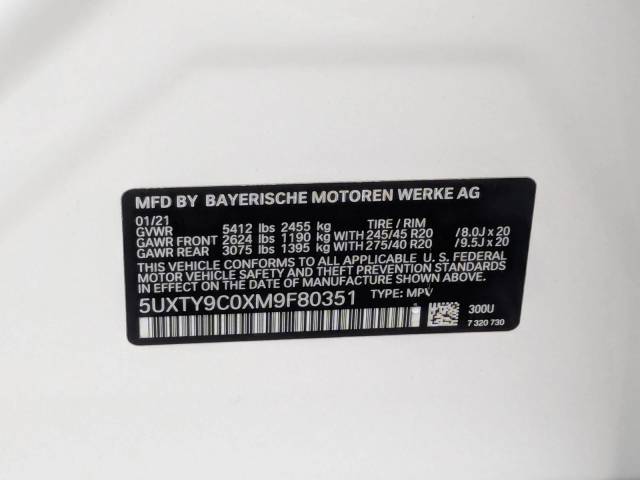 MFD BY BAYERISCHE MOTOREN WERKE AG
01/21 TIRE / RIM
GVWR 5412 lbs 2455 kg
GAWR FRONT 2624 lbs 1190 kg WITH 245/45 R20 /8.0J x 20
GAWR REAR 3075 lbs 1395 kg WITH 275/40 R20 /9.5J x 20
THIS VEHICLE CONFORMS TO ALL APPLICABLE U. S. FEDERAL
MOTOR VEHICLE SAFETY AND THEFT PREVENTION STANDARDS
IN EFFECT ON THE DATE OF MANUFACTURE SHOWN ABOVE.
5UXTY9C0XM9F80351 TYPE: MPV
300U
7 320 730